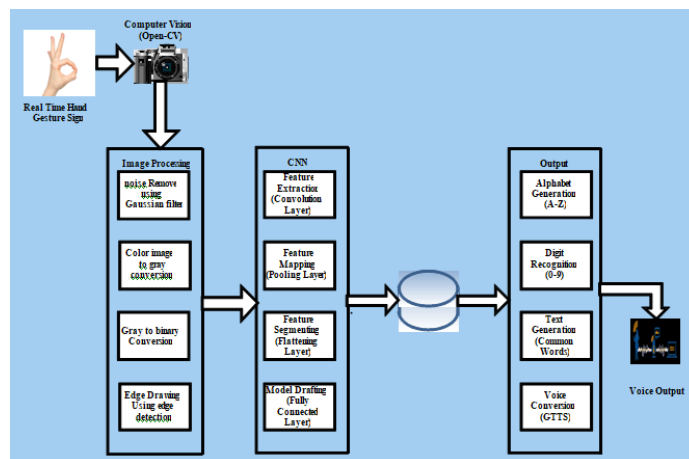 Computer Vision
(Open-CV)
Real Time Hand
Gesture Sign
Image Procesing
noise Remove
using
Gaussian filter
Color image
to gray
conversion
Gray to binary
Conversion
Edge Drawing
Using edge
detection
CNN
Feature
Extraction
(Convolution
Layer)
Feature
Mapping
(Pooling Layer)
Feature
Segmenting
(Flattening
Layer)
Model Drafting
(Fully
Connected
Layer)
Output
Alphabet
Generation
(A-Z)
Digit
Recognition
(0-9)
Text
Generation
(Common
Words)
Voice
Conversion
(GTTS)
Voice Output